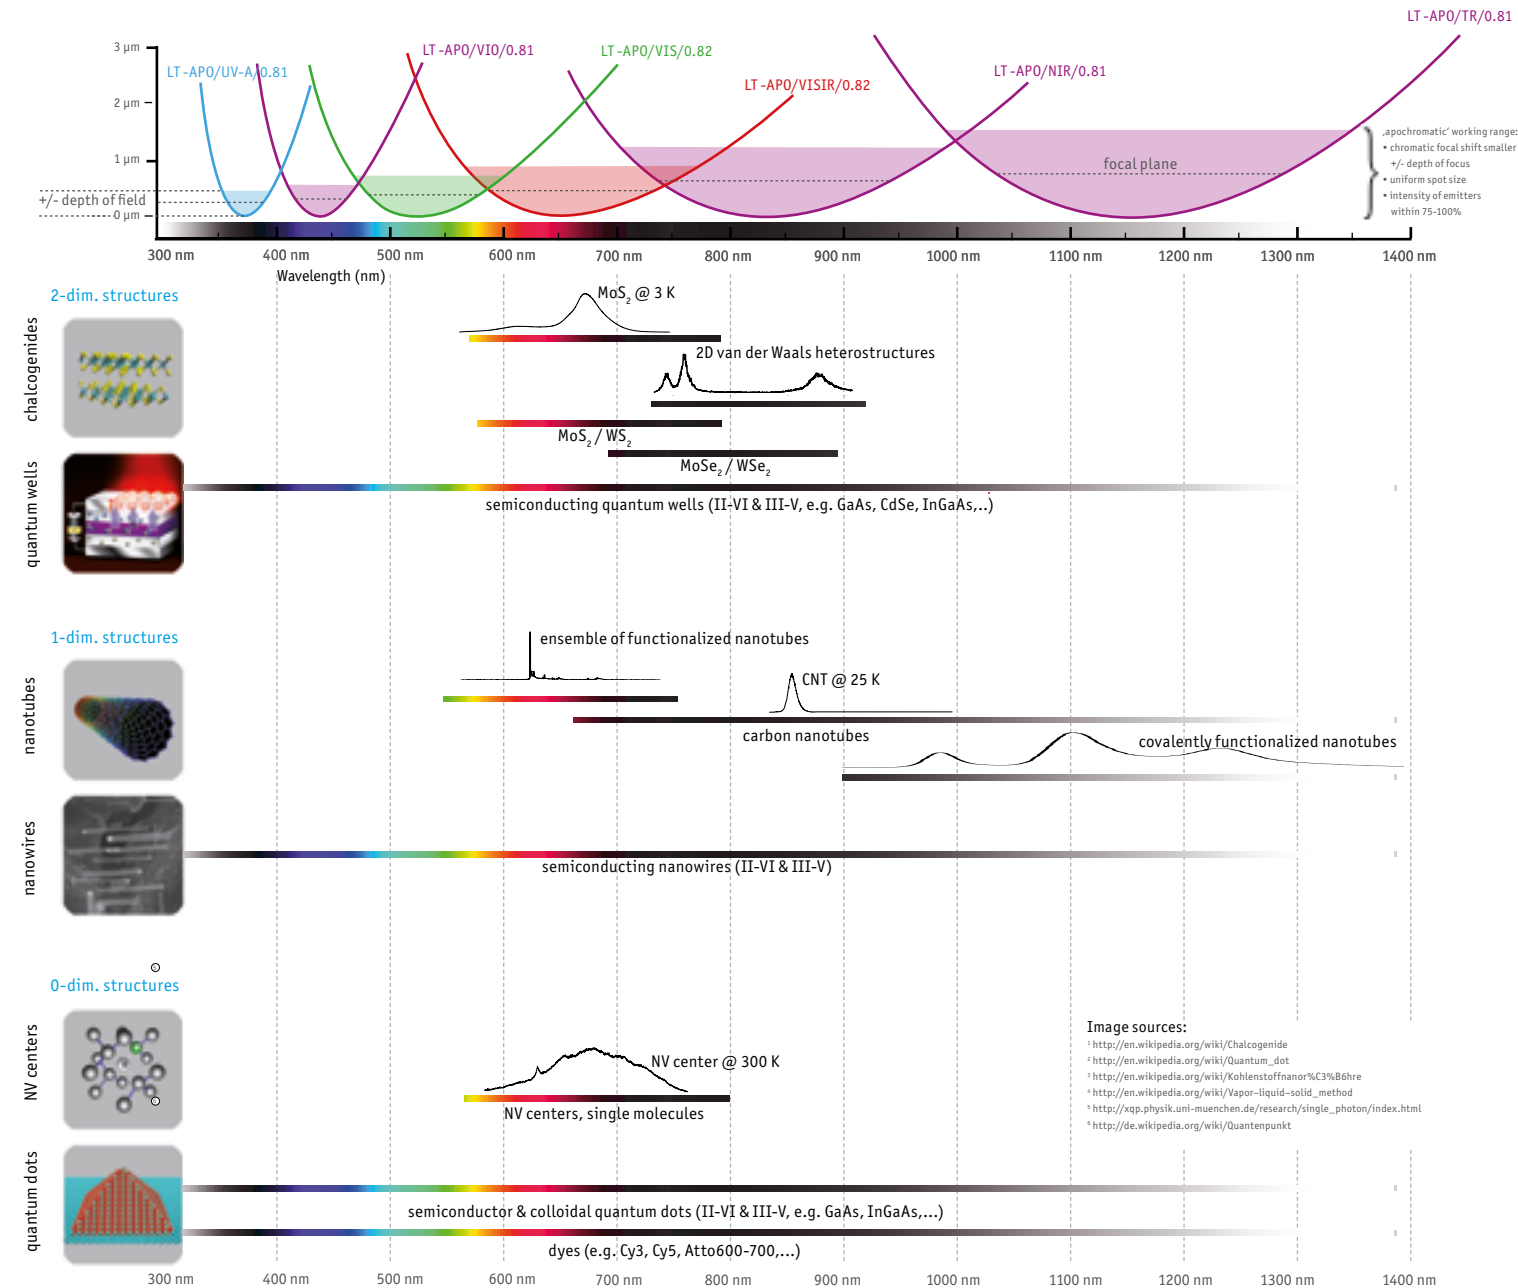 LT-APO/TR/0.81
3 µm
LT-APO/VIO/0.81
LT-APO/VIS/0.82
LT-APO/UV-A/0.81
LT-APO/VISIR/0.82
LT-APO/NIR/0.81
2 µm
1 µm
+/- depth of field
0 µm
focal plane
‚apochromatic‘ working range:
• chromatic focal shift smaller
+/- depth of focus
• uniform spot size
• intensity of emitters
within 75-100%
300 nm 400 nm 500 nm 600 nm 700 nm 800 nm 900 nm 1000 nm 1100 nm 1200 nm 1300 nm 1400 nm
Wavelength (nm)
2-dim. structures
chalcogenides
MoS₂ @ 3 K
2D van der Waals heterostructures
MoS₂ / WS₂
MoSe₂ / WSe₂
quantum wells
semiconducting quantum wells (II-VI & III-V, e.g. GaAs, CdSe, InGaAs,..)
1-dim. structures
nanotubes
ensemble of functionalized nanotubes
CNT @ 25 K
carbon nanotubes
covalently functionalized nanotubes
nanowires
semiconducting nanowires (II-VI & III-V)
0-dim. structures
NV centers
NV center @ 300 K
NV centers, single molecules
Image sources:
¹ http://en.wikipedia.org/wiki/Chalcogenide
² http://en.wikipedia.org/wiki/Quantum_dot
³ http://en.wikipedia.org/wiki/Kohlenstoffnanor%C3%B6hre
⁴ http://en.wikipedia.org/wiki/Vapor-liquid-solid_method
⁵ http://xqp.physik.uni-muenchen.de/research/single_photon/index.html
⁶ http://de.wikipedia.org/wiki/Quantenpunkt
quantum dots
semiconductor & colloidal quantum dots (II-VI & III-V, e.g. GaAs, InGaAs,...)
dyes (e.g. Cy3, Cy5, Atto600-700,...)
300 nm 400 nm 500 nm 600 nm 700 nm 800 nm 900 nm 1000 nm 1100 nm 1200 nm 1300 nm 1400 nm